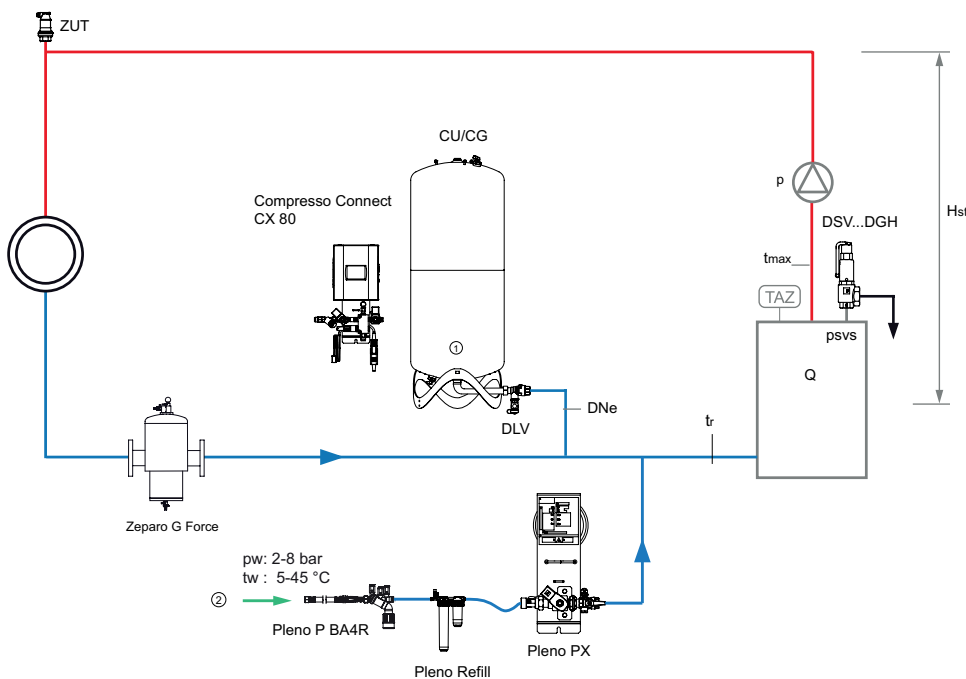 ZUT
CU/CG
Compresso Connect
CX 80
p
DSV...DGH
Hst
tmax
TAZ
psvs
1
Q
DNe
DLV
tr
Zeparo G Force
pw: 2-8 bar
tw : 5-45 °C
2
Pleno P BA4R
Pleno PX
Pleno Refill